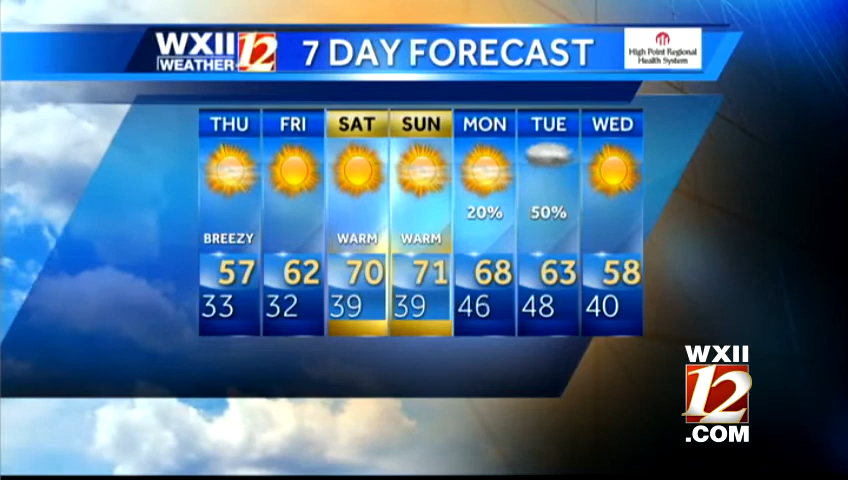 WXII 12
WEATHER
7 DAY FORECAST
High Point Regional
Health System
THU FRI SAT SUN MON TUE WED
20% 50%
BREEZY WARM WARM
57 62 70 71 68 63 58
33 32 39 39 46 48 40
WXII
12
.COM